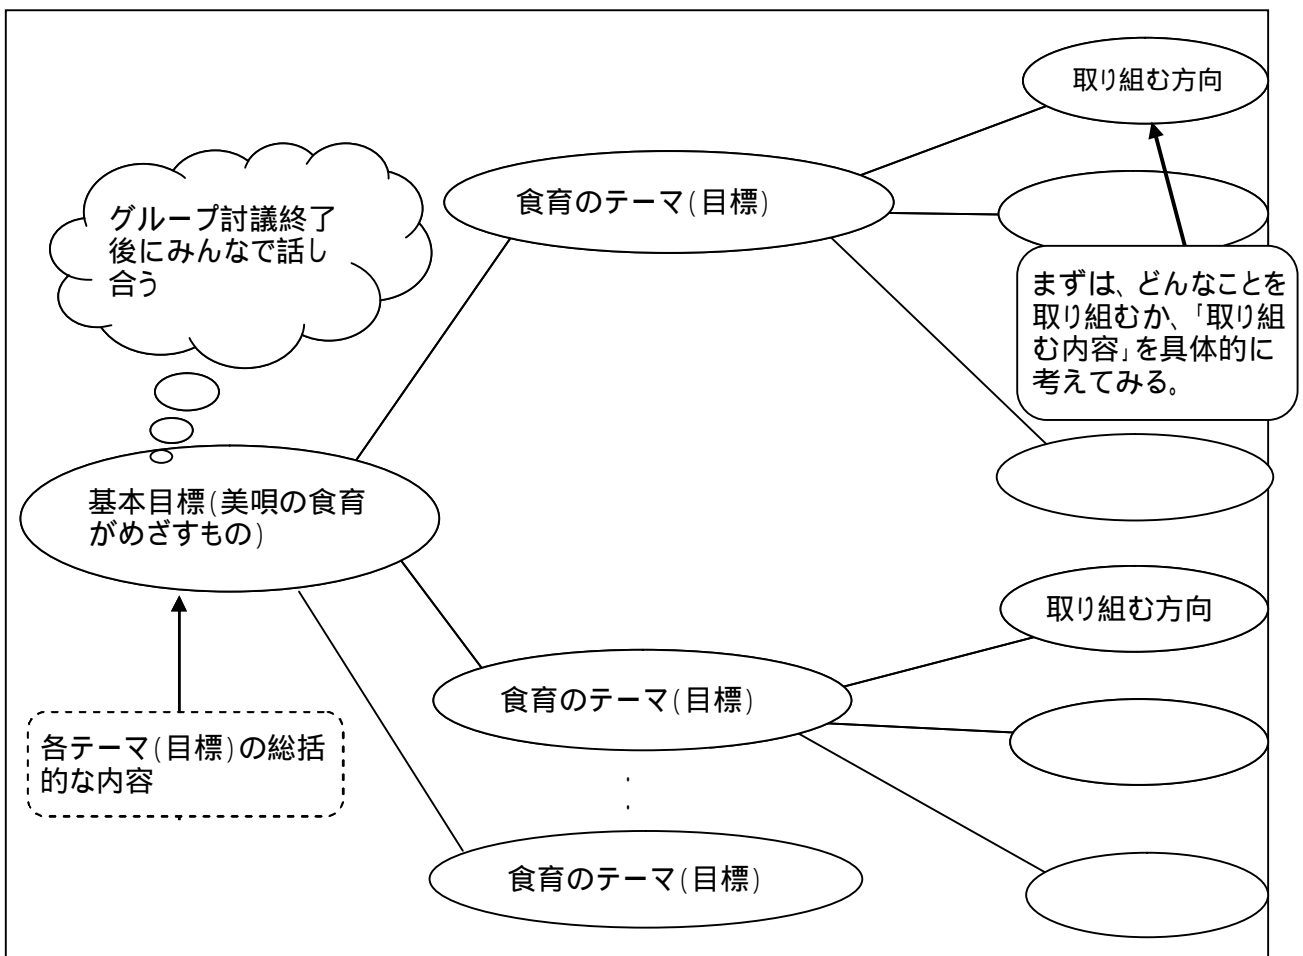 取り組む方向
食育のテーマ(目標)
グループ討議終了
後にみんなで話し
合う
まずは、どんなことを
取り組むか、「取り組
む内容」を具体的に
考えてみる。
基本目標(美唄の食育
がめざすもの)
取り組む方向
食育のテーマ(目標)
各テーマ(目標)の総括
的な内容
食育のテーマ(目標)